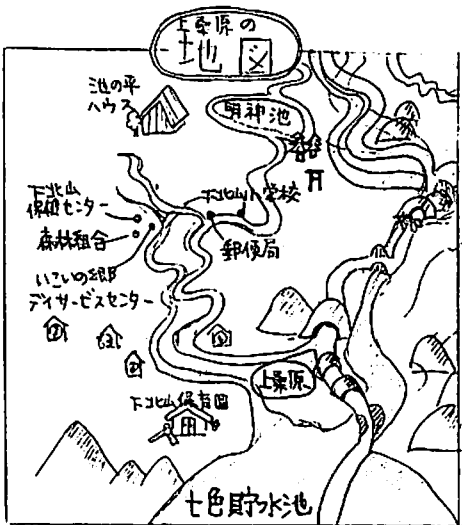 上桑原の
地図
池の平
ハウス
明神池
下北山
保健センター
森林組合
下北山小学校
郵便局
いこいの郷
デイサービスセンター
上桑原
下北山保育園
七色貯水池